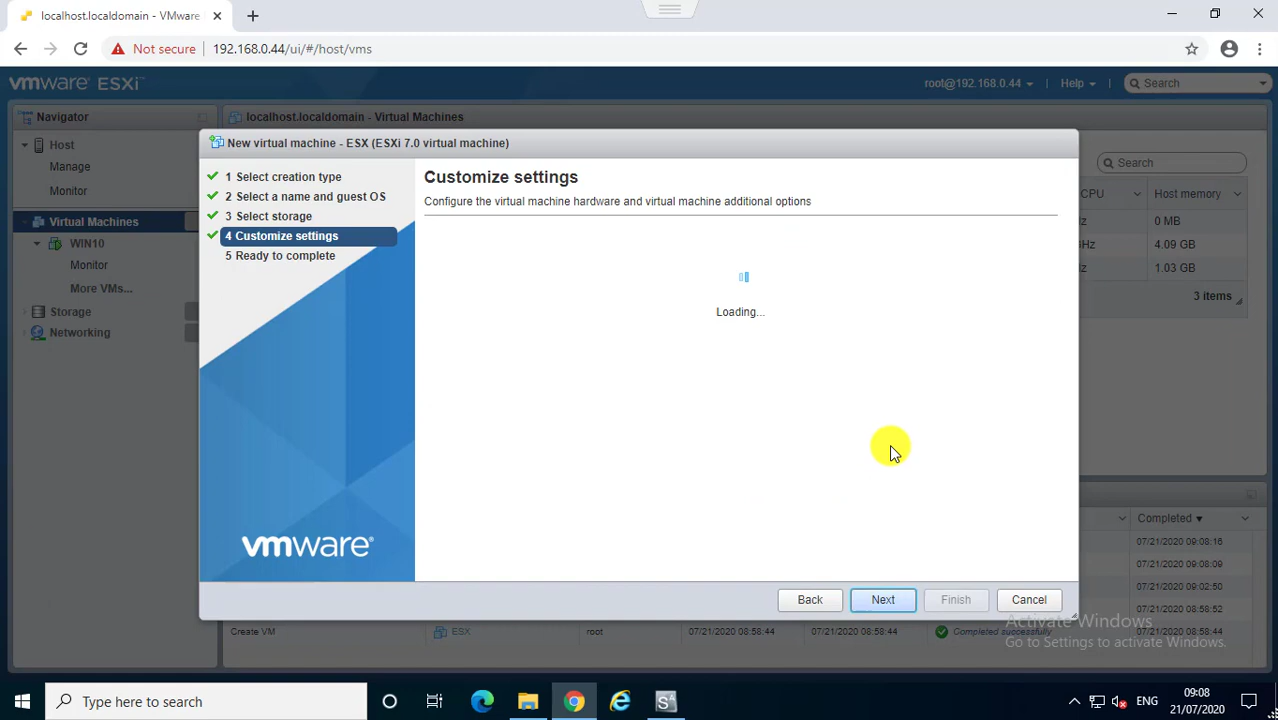 localhost.localdomain - VMware
Not secure 192.168.0.44/ui/#/host/vms
vmware ESXi™
root@192.168.0.44 | Help | Search
Navigator
localhost.localdomain - Virtual Machines
Host
Manage
Monitor
Virtual Machines
WIN10
Monitor
More VMs...
Storage
Networking
Search
CPU Host memory
0 MB
Hz 4.09 GB
1.03 GB
3 items
New virtual machine - ESX (ESXi 7.0 virtual machine)
1 Select creation type
2 Select a name and guest OS
3 Select storage
4 Customize settings
5 Ready to complete
vmware®
Customize settings
Configure the virtual machine hardware and virtual machine additional options
Loading...
Back Next Finish Cancel
Completed
07/21/2020 09:08:16
07/21/2020 09:08:09
07/21/2020 09:02:50
07/21/2020 08:58:52
Create VM ESX root 07/21/2020 08:58:44 07/21/2020 08:58:44 Completed successfully 07/21/2020 08:58:44
Activate Windows
Go to Settings to activate Windows.
Type here to search
ENG
09:08
21/07/2020